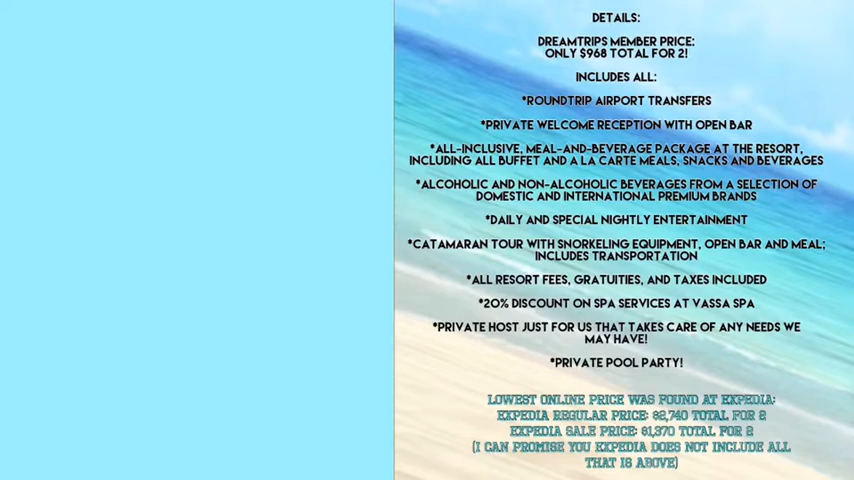 DETAILS:
DREAMTRIPS MEMBER PRICE:
ONLY $968 TOTAL FOR 2!
INCLUDES ALL:
*ROUNDTRIP AIRPORT TRANSFERS
*PRIVATE WELCOME RECEPTION WITH OPEN BAR
*ALL-INCLUSIVE, MEAL-AND-BEVERAGE PACKAGE AT THE RESORT,
INCLUDING ALL BUFFET AND A LA CARTE MEALS, SNACKS AND BEVERAGES
*ALCOHOLIC AND NON-ALCOHOLIC BEVERAGES FROM A SELECTION OF
DOMESTIC AND INTERNATIONAL PREMIUM BRANDS
*DAILY AND SPECIAL NIGHTLY ENTERTAINMENT
*CATAMARAN TOUR WITH SNORKELING EQUIPMENT, OPEN BAR AND MEAL;
INCLUDES TRANSPORTATION
*ALL RESORT FEES, GRATUITIES, AND TAXES INCLUDED
*20% DISCOUNT ON SPA SERVICES AT VASSA SPA
*PRIVATE HOST JUST FOR US THAT TAKES CARE OF ANY NEEDS WE
MAY HAVE!
*PRIVATE POOL PARTY!
LOWEST ONLINE PRICE WAS FOUND AT EXPEDIA:
EXPEDIA REGULAR PRICE: $2,740 TOTAL FOR 2
EXPEDIA SALE PRICE: $1,370 TOTAL FOR 2
(I CAN PROMISE YOU EXPEDIA DOES NOT INCLUDE ALL
THAT IS ABOVE)